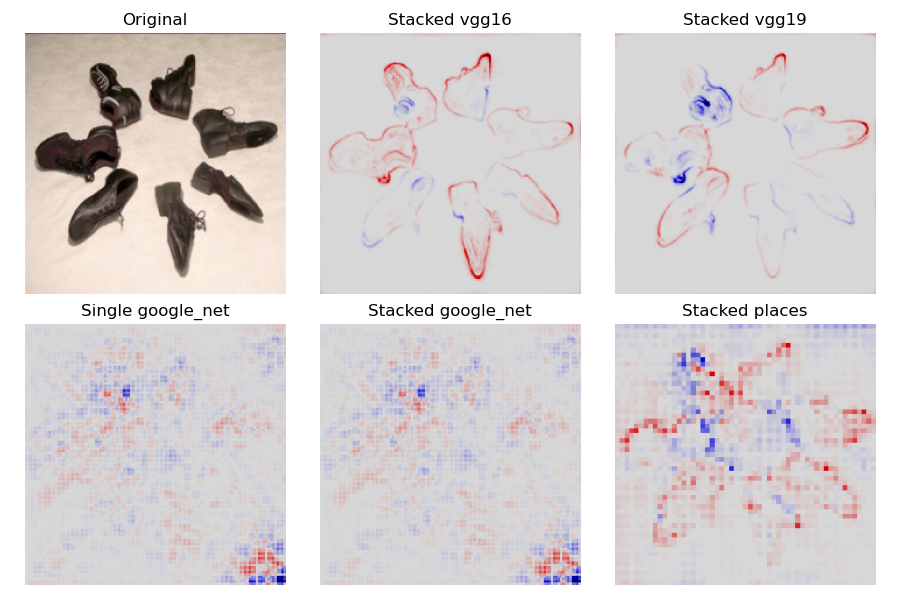 Original
Stacked vgg16
Stacked vgg19
Single google_net
Stacked google_net
Stacked places